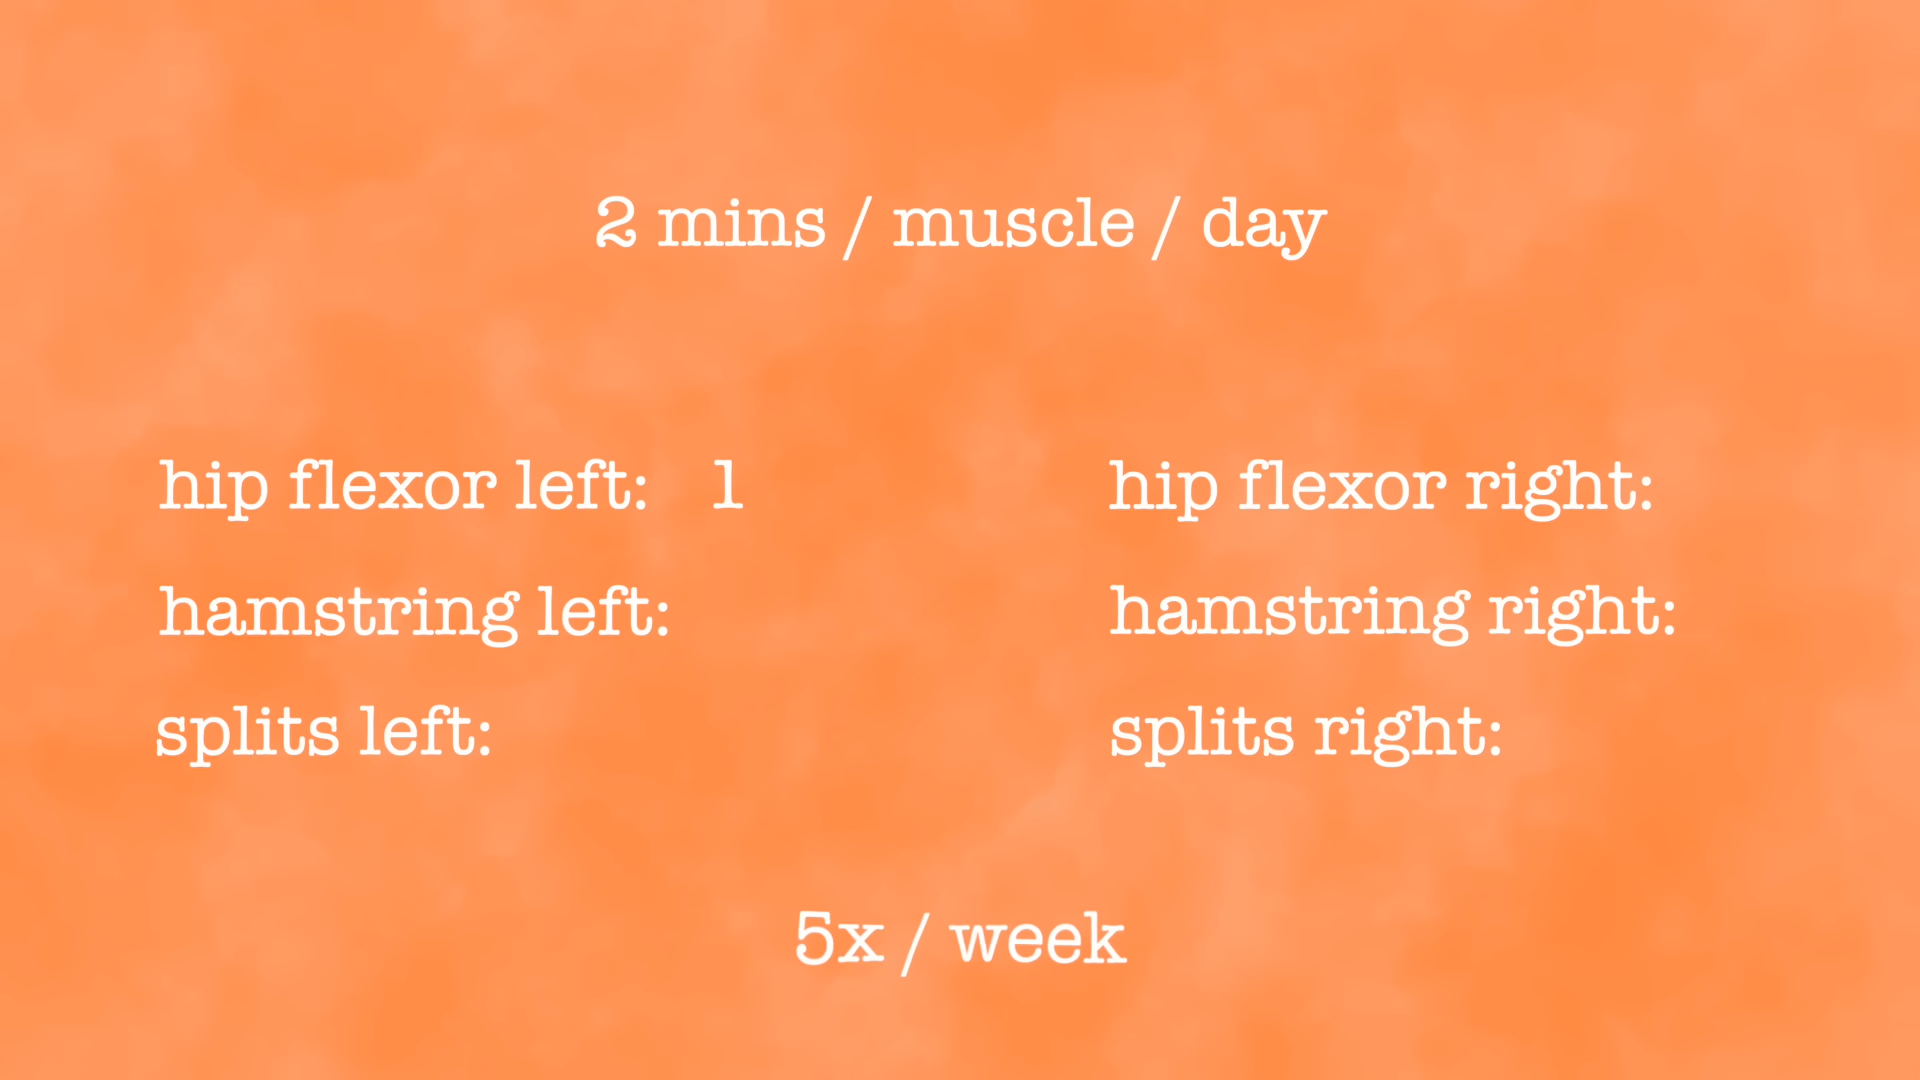 2 mins / muscle / day
hip flexor left: 1
hip flexor right:
hamstring left:
hamstring right:
splits left:
splits right:
5x / week